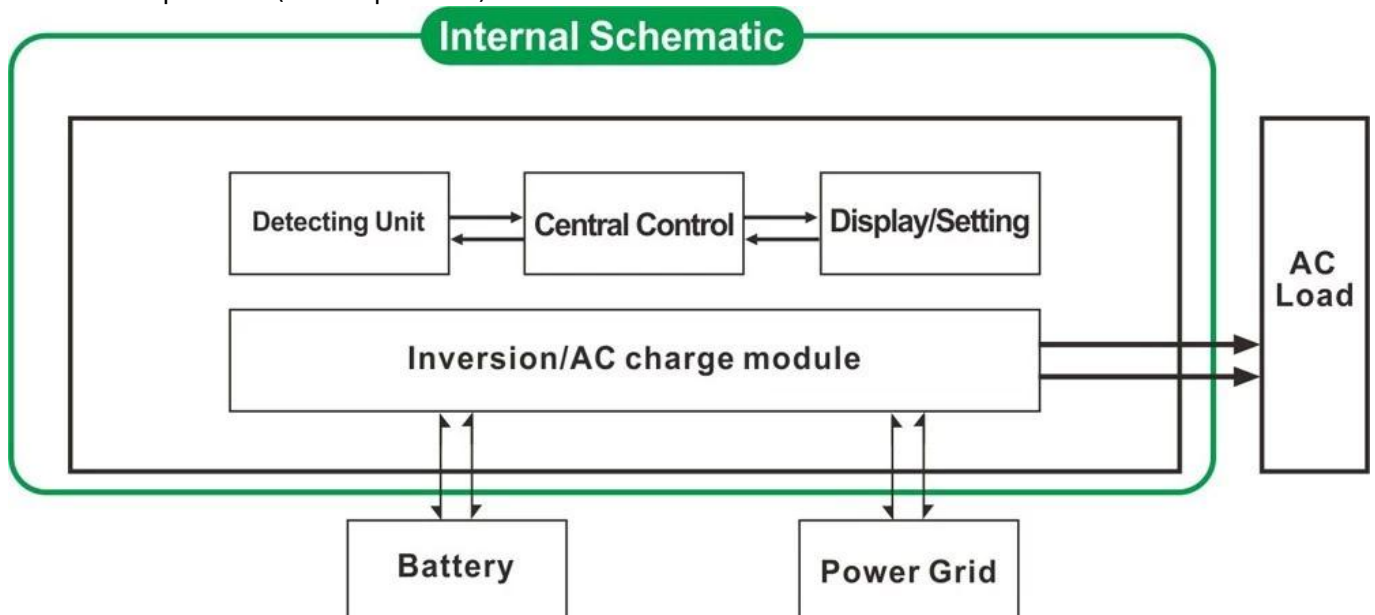 Internal Schematic
Detecting Unit
Central Control
Display/Setting
AC
Load
Inversion/AC charge module
Battery
Power Grid